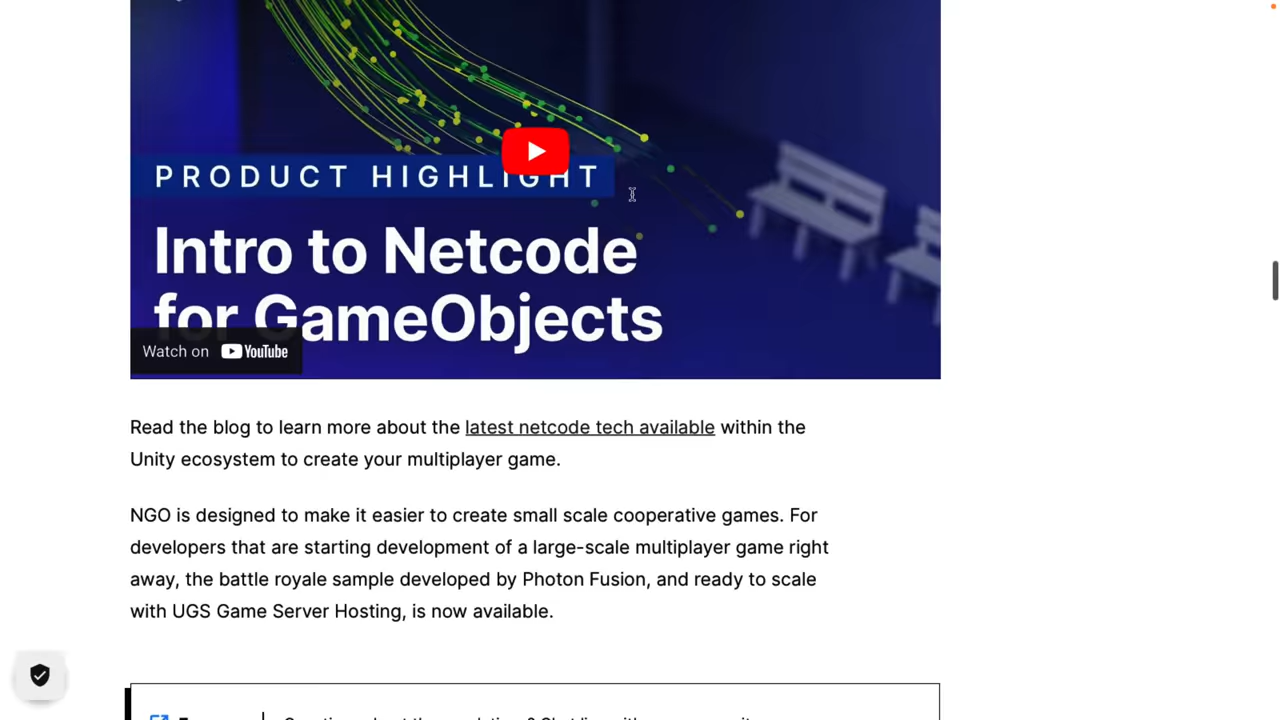 PRODUCT HIGHLIGHT
Intro to Netcode
for GameObjects
Watch on YouTube
Read the blog to learn more about the latest netcode tech available within the
Unity ecosystem to create your multiplayer game.
NGO is designed to make it easier to create small scale cooperative games. For
developers that are starting development of a large-scale multiplayer game right
away, the battle royale sample developed by Photon Fusion, and ready to scale
with UGS Game Server Hosting, is now available.